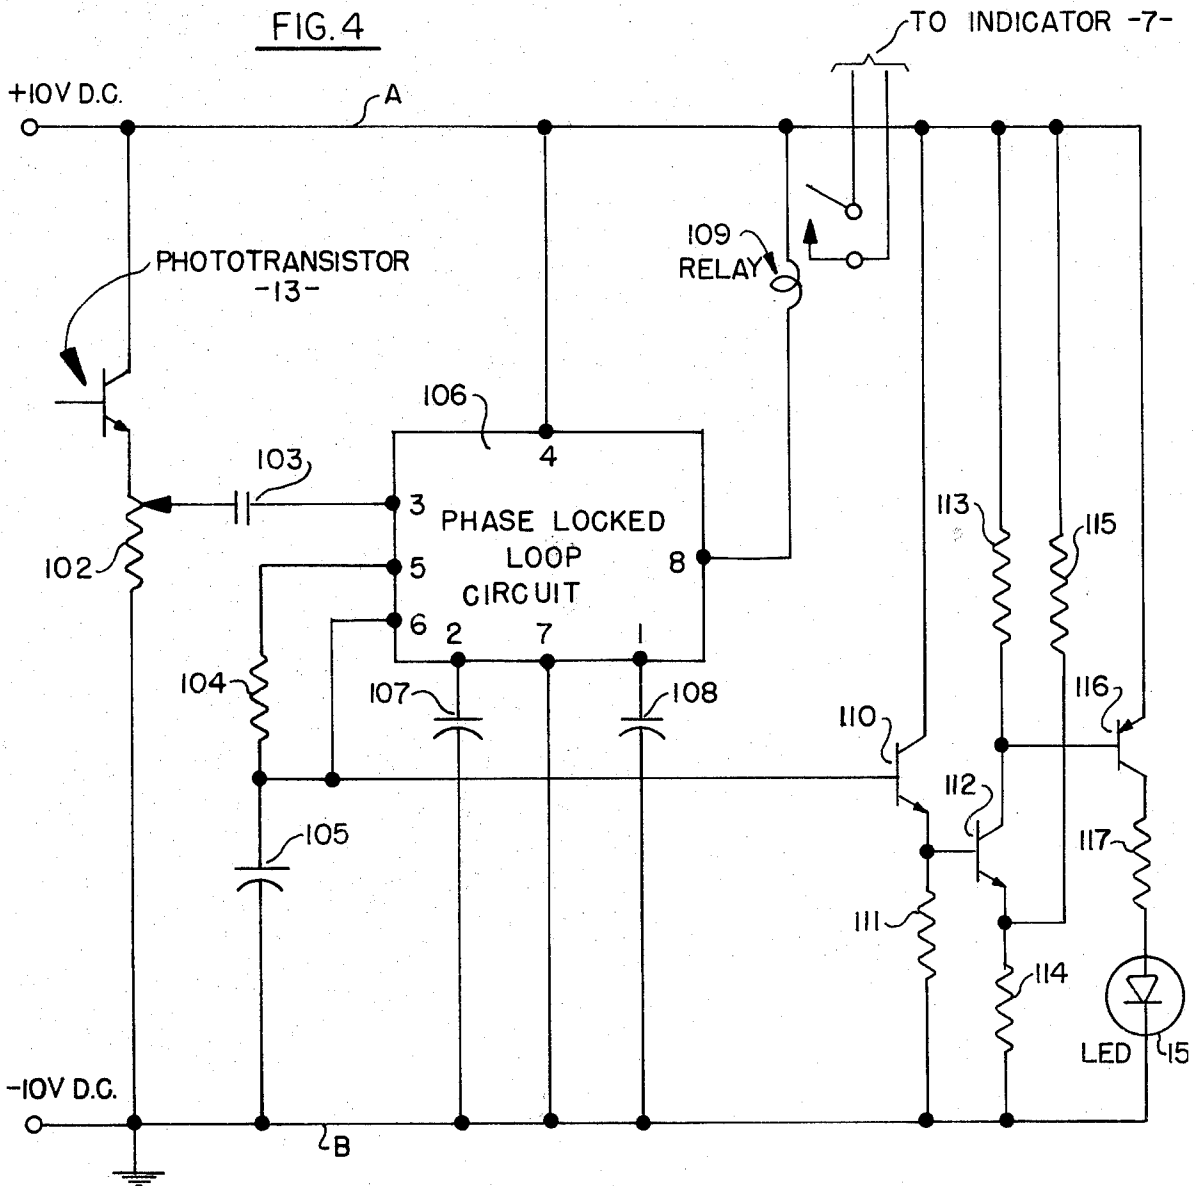 FIG.4
TO INDICATOR -7-
+10V D.C.
A
109
RELAY
PHOTOTRANSISTOR
-13-
106
4
103
3
PHASE LOCKED
LOOP
CIRCUIT
113
115
102
5
8
6
2
7
1
104
107
108
116
110
112
105
117
111
114
LED
15
-10V D.C.
B